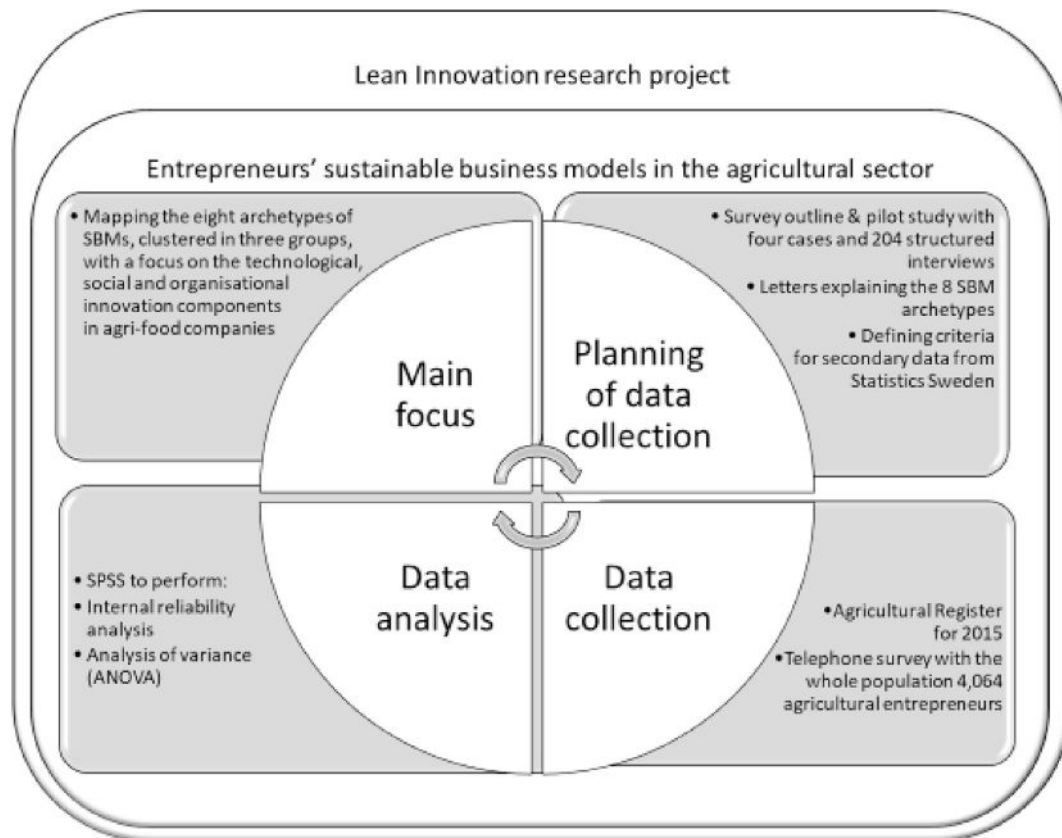 Lean Innovation research project
Entrepreneurs' sustainable business models in the agricultural sector
• Mapping the eight archetypes of
SBMs, clustered in three groups,
with a focus on the technological,
social and organisational
innovation components
in agri-food companies
• Survey outline & pilot study with
four cases and 204 structured
interviews
• Letters explaining the 8 SBM
archetypes
• Defining criteria
for secondary data from
Statistics Sweden
Main
focus
Planning
of data
collection
Data
analysis
Data
collection
• SPSS to perform:
• Internal reliability
analysis
• Analysis of variance
(ANOVA)
•Agricultural Register
for 2015
•Telephone survey with the
whole population 4,064
agricultural entrepreneurs